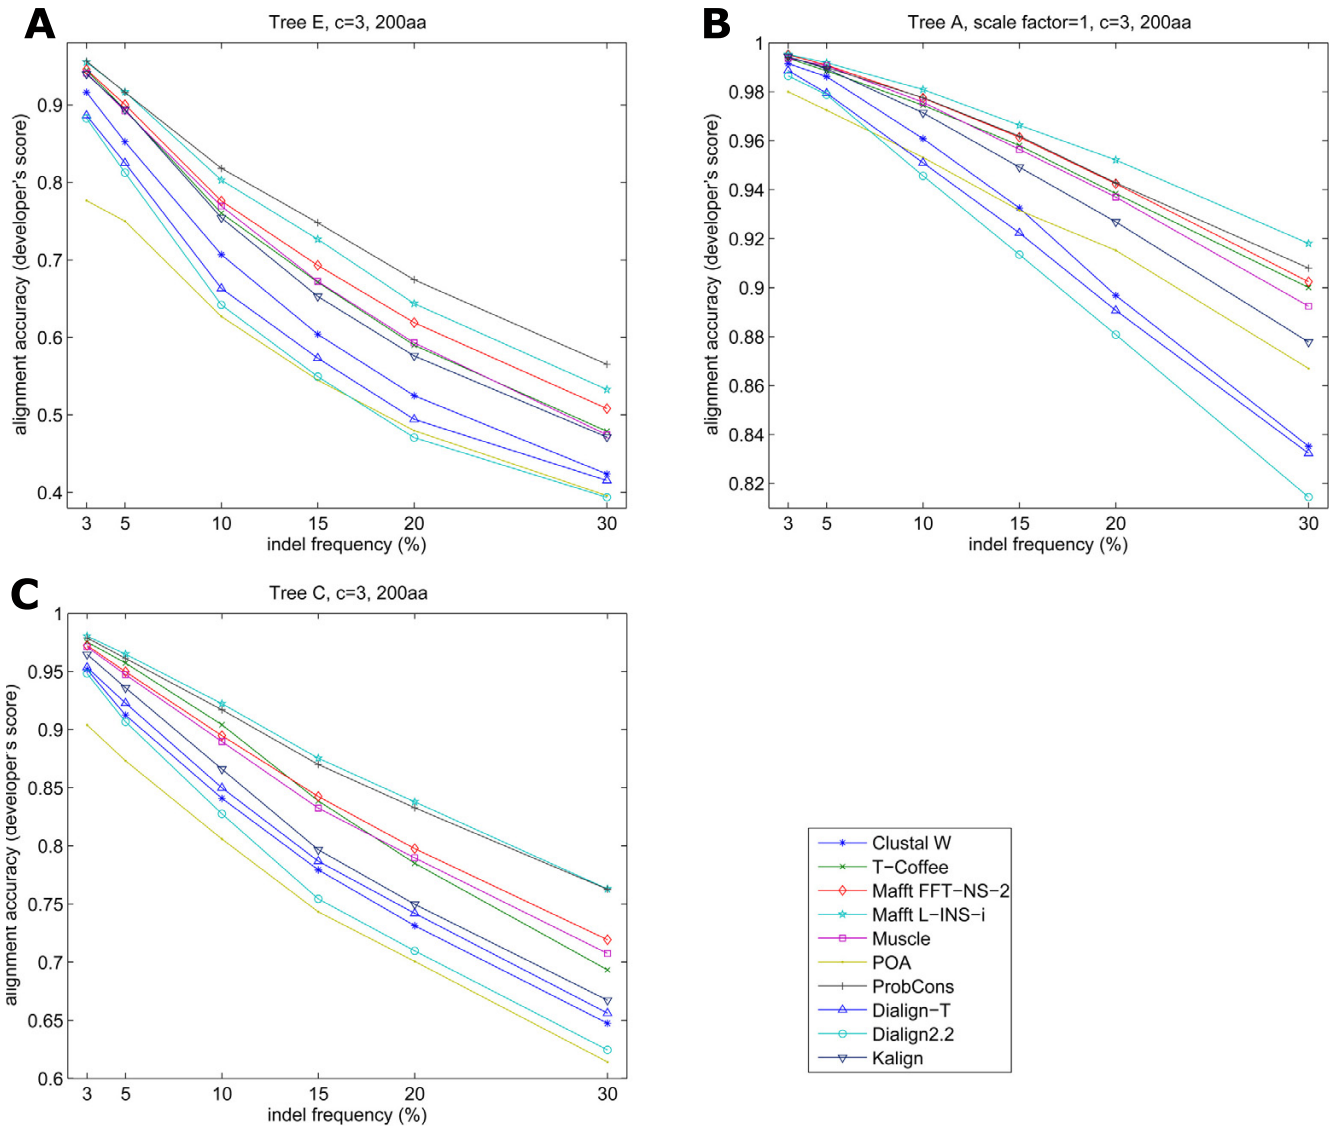 A
Tree E, c=3, 200aa
alignment accuracy (developer's score)
0.9
0.8
0.7
0.6
0.5
0.4
3 5 10 15 20 30
indel frequency (%)
B
Tree A, scale factor=1, c=3, 200aa
alignment accuracy (developer's score)
1
0.98
0.96
0.94
0.92
0.9
0.88
0.86
0.84
0.82
3 5 10 15 20 30
indel frequency (%)
C
Tree C, c=3, 200aa
alignment accuracy (developer's score)
1
0.95
0.9
0.85
0.8
0.75
0.7
0.65
0.6
3 5 10 15 20 30
indel frequency (%)
Clustal W
T−Coffee
Mafft FFT−NS−2
Mafft L−INS−i
Muscle
POA
ProbCons
Dialign−T
Dialign2.2
Kalign